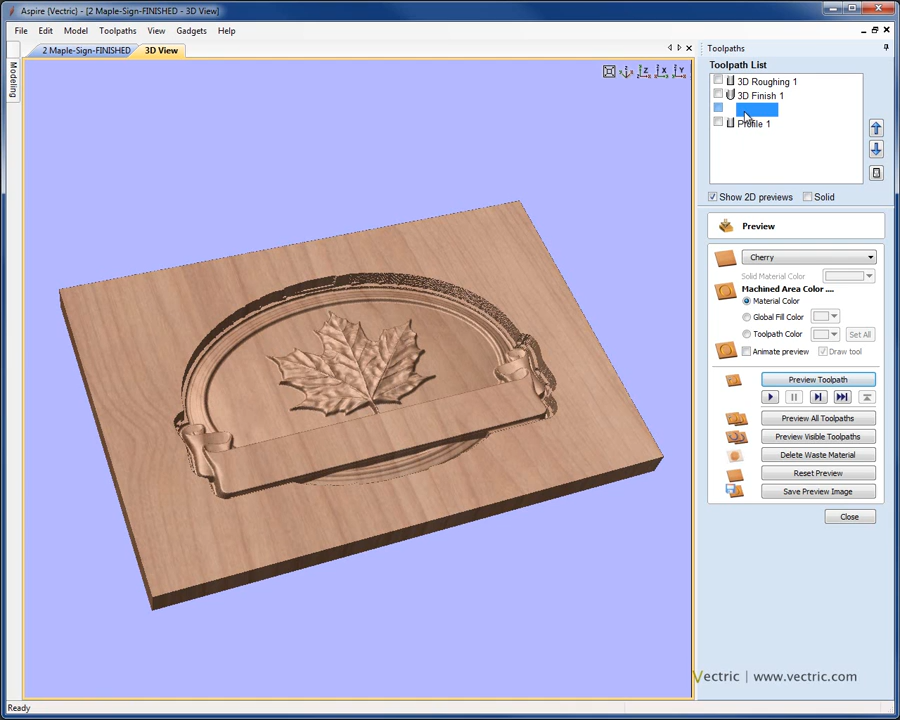 Aspire (Vectric) - [2 Maple-Sign-FINISHED - 3D View]
File Edit Model Toolpaths View Gadgets Help
2 Maple-Sign-FINISHED 3D View
Modeling
Z X Y
Toolpaths
Toolpath List
3D Roughing 1
3D Finish 1
Profile 1
Show 2D previews Solid
Preview
Cherry
Solid Material Color
Machined Area Color ....
Material Color
Global Fill Color
Toolpath Color Set All
Animate preview Draw tool
Preview Toolpath
Preview All Toolpaths
Preview Visible Toolpaths
Delete Waste Material
Reset Preview
Save Preview Image
Close
Vectric | www.vectric.com
Ready